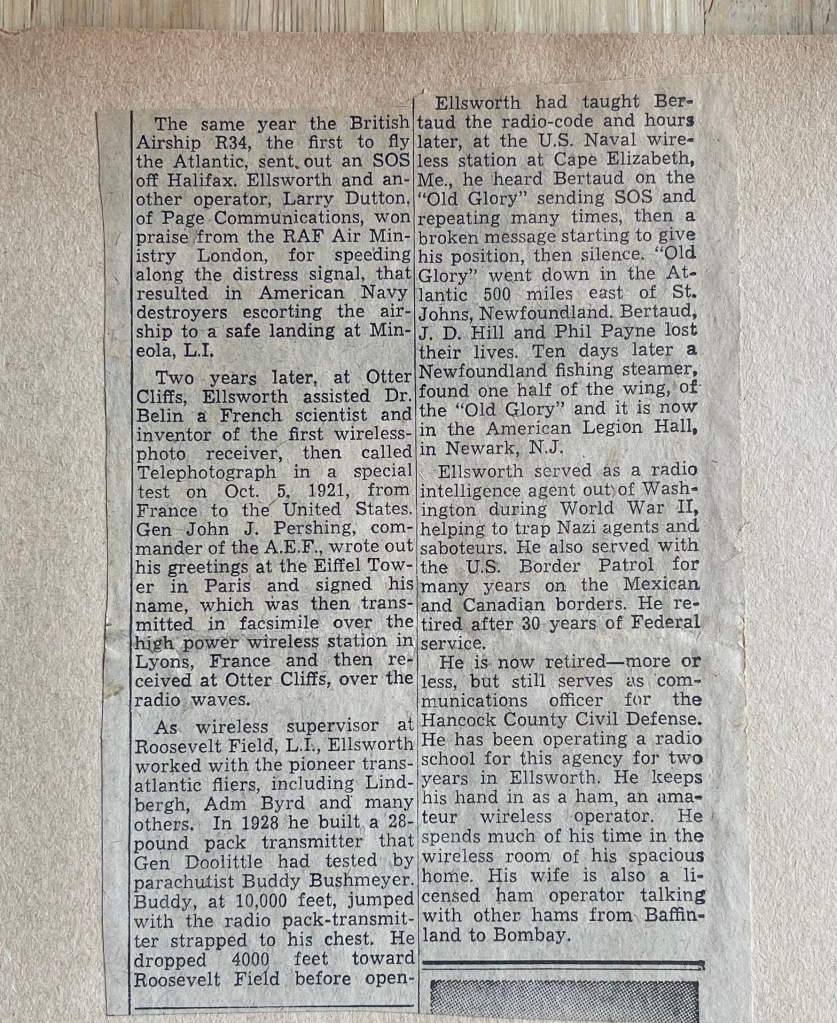 The same year the British
Airship R34, the first to fly
the Atlantic, sent out an SOS
off Halifax. Ellsworth and an-
other operator, Larry Dutton,
of Page Communications, won
praise from the RAF Air Min-
istry London, for speeding
along the distress signal, that
resulted in American Navy
destroyers escorting the air-
ship to a safe landing at Min-
eola, L.I.
Two years later, at Otter
Cliffs, Ellsworth assisted Dr.
Belin a French scientist and
inventor of the first wireless-
photo receiver, then called
Telephotograph in a special
test on Oct. 5, 1921, from
France to the United States.
Gen John J. Pershing, com-
mander of the A.E.F., wrote out
his greetings at the Eiffel Tow-
er in Paris and signed his
name, which was then trans-
mitted in facsimile over the
high power wireless station in
Lyons, France and then re-
ceived at Otter Cliffs, over the
radio waves.
As wireless supervisor at
Roosevelt Field, L.I., Ellsworth
worked with the pioneer trans-
atlantic fliers, including Lind-
bergh, Adm Byrd and many
others. In 1928 he built a 28-
pound pack transmitter that
Gen Doolittle had tested by
parachutist Buddy Bushmeyer.
Buddy, at 10,000 feet, jumped
with the radio pack-transmit-
ter strapped to his chest. He
dropped 4000 feet toward
Roosevelt Field before open-
Ellsworth had taught Ber-
taud the radio-code and hours
later, at the U.S. Naval wire-
less station at Cape Elizabeth,
Me., he heard Bertaud on the
"Old Glory" sending SOS and
repeating many times, then a
broken message starting to give
his position, then silence. "Old
Glory" went down in the At-
lantic 500 miles east of St.
Johns, Newfoundland. Bertaud,
J. D. Hill and Phil Payne lost
their lives. Ten days later a
Newfoundland fishing steamer,
found one half of the wing, of
the "Old Glory" and it is now
in the American Legion Hall,
in Newark, N.J.
Ellsworth served as a radio
intelligence agent out of Wash-
ington during World War II,
helping to trap Nazi agents and
saboteurs. He also served with
the U.S. Border Patrol for
many years on the Mexican
and Canadian borders. He re-
tired after 30 years of Federal
service.
He is now retired—more or
less, but still serves as com-
munications officer for the
Hancock County Civil Defense.
He has been operating a radio
school for this agency for two
years in Ellsworth. He keeps
his hand in as a ham, an ama-
teur wireless operator. He
spends much of his time in the
wireless room of his spacious
home. His wife is also a li-
censed ham operator talking
with other hams from Baffin-
land to Bombay.